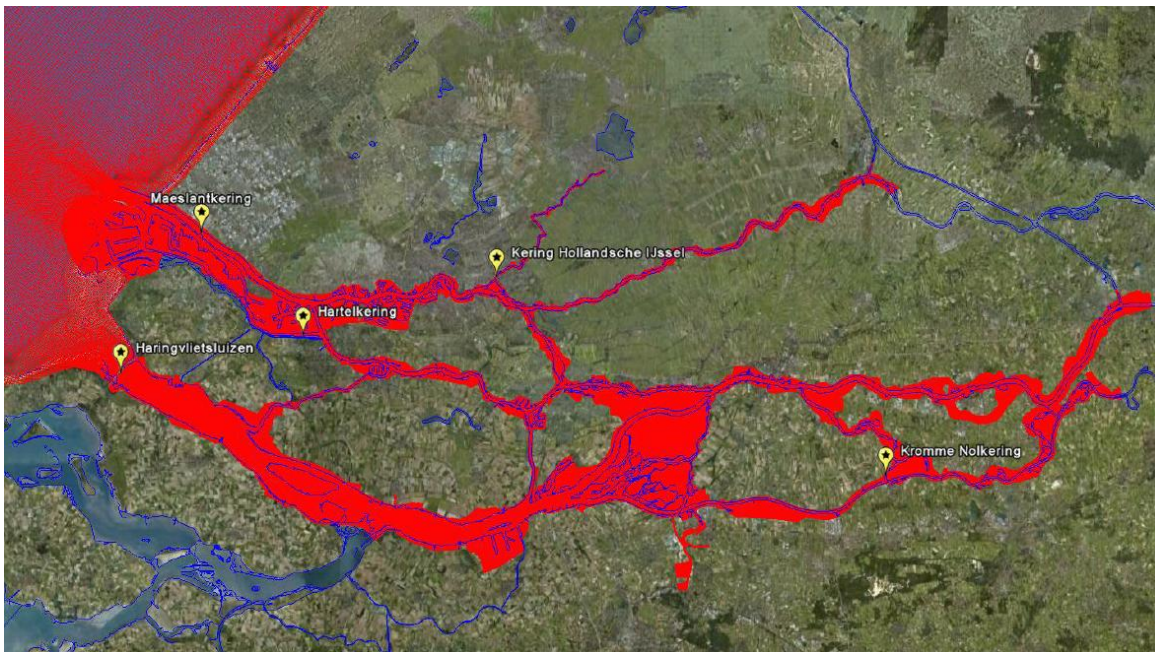 Maeslantkering
Kering Hollandsche IJssel
Hartelkering
Haringvlietsluizen
Kromme Nolkering